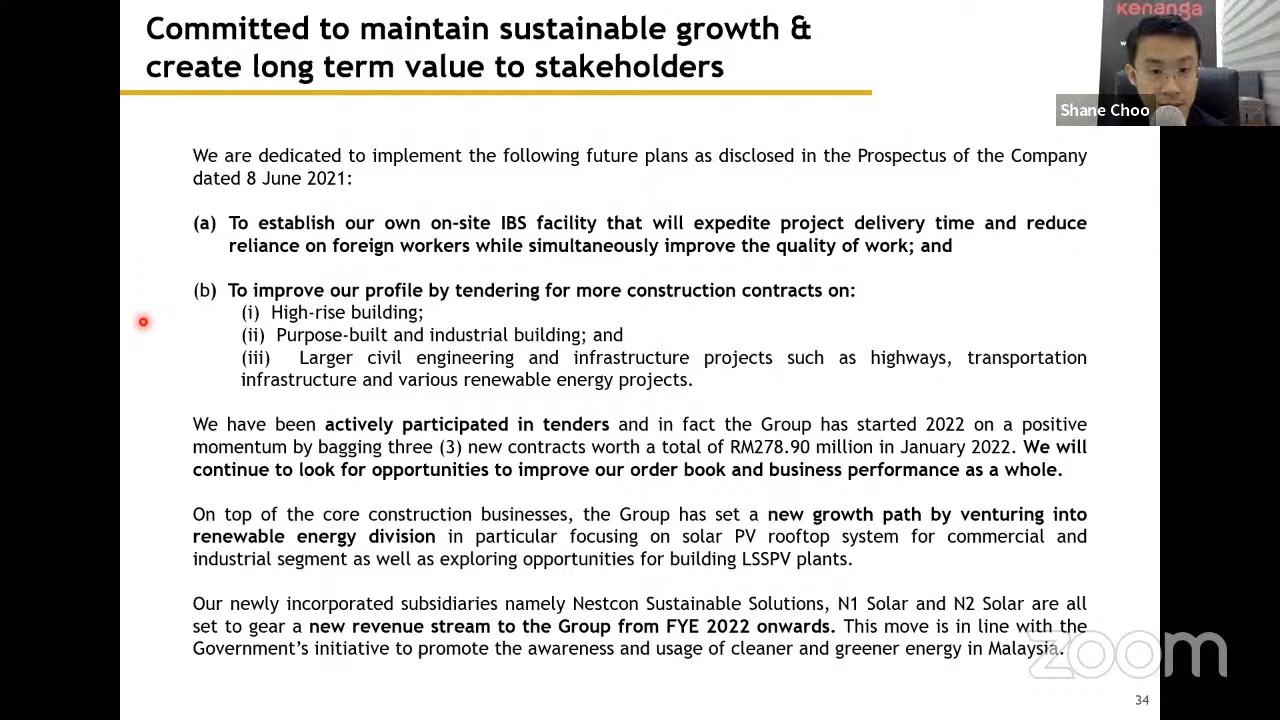 Committed to maintain sustainable growth &
create long term value to stakeholders
kenanga
w
Shane Choo
We are dedicated to implement the following future plans as disclosed in the Prospectus of the Company
dated 8 June 2021:
(a) To establish our own on-site IBS facility that will expedite project delivery time and reduce
reliance on foreign workers while simultaneously improve the quality of work; and
(b) To improve our profile by tendering for more construction contracts on:
(i) High-rise building;
(ii) Purpose-built and industrial building; and
(iii) Larger civil engineering and infrastructure projects such as highways, transportation
infrastructure and various renewable energy projects.
We have been actively participated in tenders and in fact the Group has started 2022 on a positive
momentum by bagging three (3) new contracts worth a total of RM278.90 million in January 2022. We will
continue to look for opportunities to improve our order book and business performance as a whole.
On top of the core construction businesses, the Group has set a new growth path by venturing into
renewable energy division in particular focusing on solar PV rooftop system for commercial and
industrial segment as well as exploring opportunities for building LSSPV plants.
Our newly incorporated subsidiaries namely Nestcon Sustainable Solutions, N1 Solar and N2 Solar are all
set to gear a new revenue stream to the Group from FYE 2022 onwards. This move is in line with the
Government's initiative to promote the awareness and usage of cleaner and greener energy in Malaysia.
zoom
34